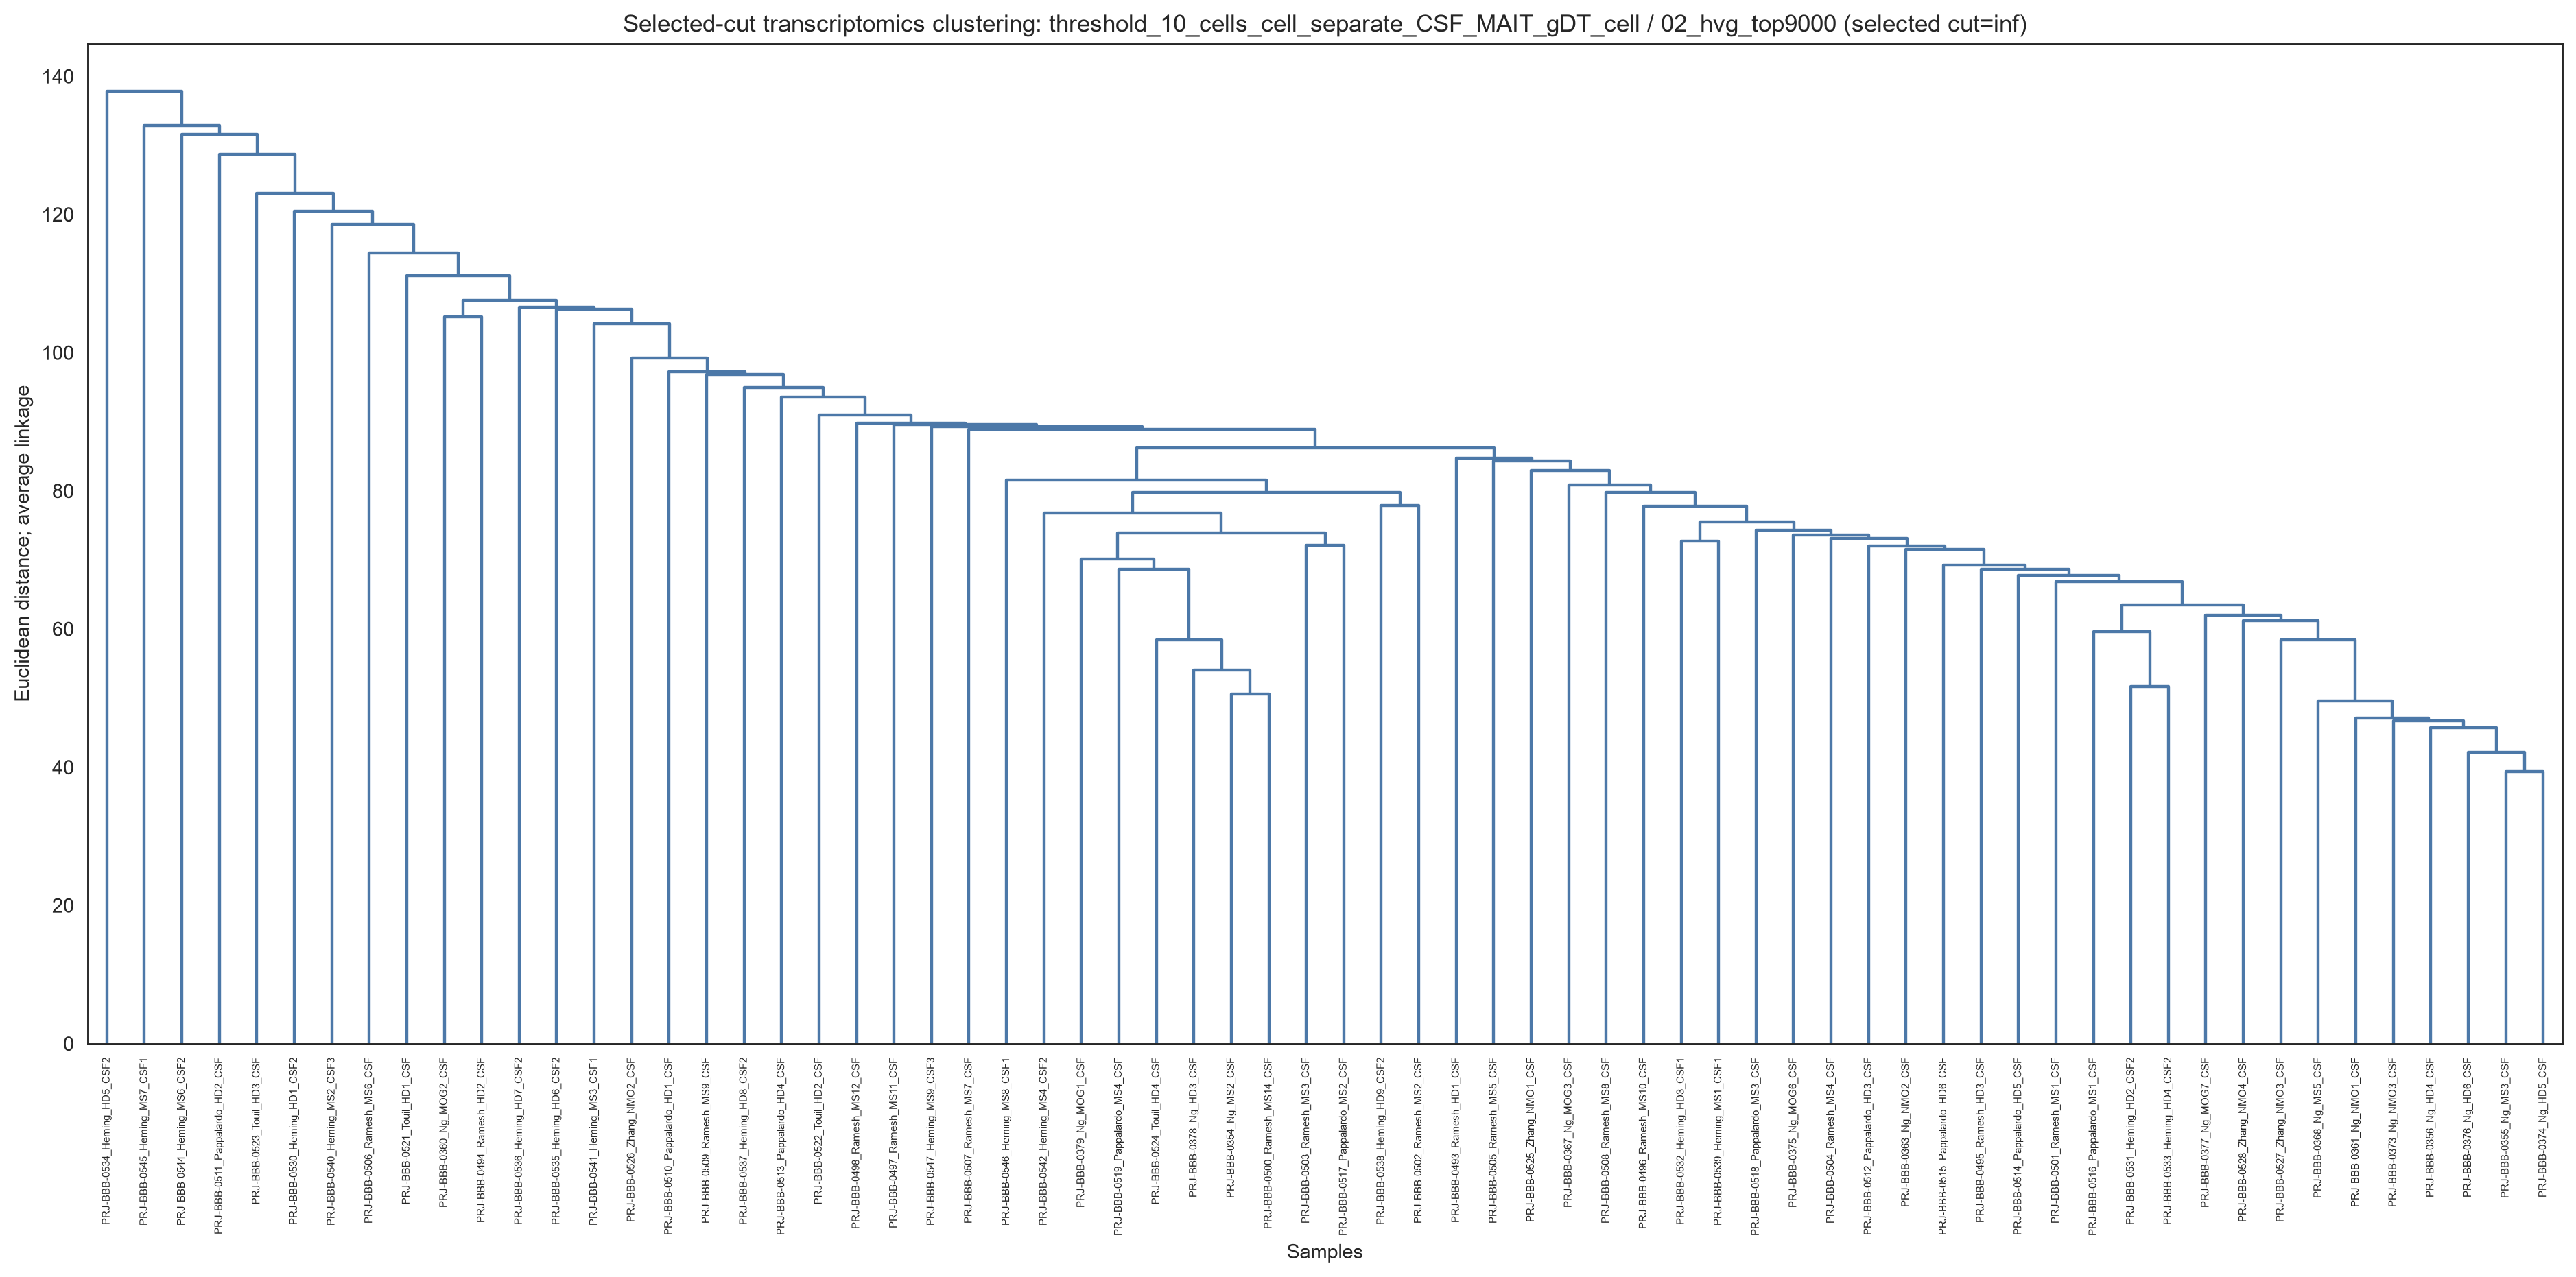 Selected-cut transcriptomics clustering: threshold_10_cells_cell_separate_CSF_MAIT_gDT_cell / 02_hvg_top9000 (selected cut=inf)
Euclidean distance; average linkage
140
120
100
80
60
40
20
0
PRJ-BBB-0534_Heming_HD5_CSF2
PRJ-BBB-0545_Heming_MS7_CSF1
PRJ-BBB-0544_Heming_MS6_CSF2
PRJ-BBB-0511_Pappalardo_HD2_CSF
PRJ-BBB-0523_Touil_HD3_CSF
PRJ-BBB-0530_Heming_HD1_CSF2
PRJ-BBB-0540_Heming_MS2_CSF3
PRJ-BBB-0506_Ramesh_MS6_CSF
PRJ-BBB-0521_Touil_HD1_CSF
PRJ-BBB-0360_Ng_MOG2_CSF
PRJ-BBB-0494_Ramesh_HD2_CSF
PRJ-BBB-0536_Heming_HD7_CSF2
PRJ-BBB-0535_Heming_HD6_CSF2
PRJ-BBB-0541_Heming_MS3_CSF1
PRJ-BBB-0526_Zhang_NMO2_CSF
PRJ-BBB-0510_Pappalardo_HD1_CSF
PRJ-BBB-0509_Ramesh_MS9_CSF
PRJ-BBB-0537_Heming_HD8_CSF2
PRJ-BBB-0513_Pappalardo_HD4_CSF
PRJ-BBB-0522_Touil_HD2_CSF
PRJ-BBB-0498_Ramesh_MS12_CSF
PRJ-BBB-0497_Ramesh_MS11_CSF
PRJ-BBB-0547_Heming_MS9_CSF3
PRJ-BBB-0507_Ramesh_MS7_CSF
PRJ-BBB-0546_Heming_MS8_CSF1
PRJ-BBB-0542_Heming_MS4_CSF2
PRJ-BBB-0379_Ng_MOG1_CSF
PRJ-BBB-0519_Pappalardo_MS4_CSF
PRJ-BBB-0524_Touil_HD4_CSF
PRJ-BBB-0378_Ng_HD3_CSF
PRJ-BBB-0354_Ng_MS2_CSF
PRJ-BBB-0500_Ramesh_MS14_CSF
PRJ-BBB-0503_Ramesh_MS3_CSF
PRJ-BBB-0517_Pappalardo_MS2_CSF
PRJ-BBB-0538_Heming_HD9_CSF2
PRJ-BBB-0502_Ramesh_MS2_CSF
PRJ-BBB-0493_Ramesh_HD1_CSF
PRJ-BBB-0505_Ramesh_MS5_CSF
PRJ-BBB-0525_Zhang_NMO1_CSF
PRJ-BBB-0367_Ng_MOG3_CSF
PRJ-BBB-0508_Ramesh_MS8_CSF
PRJ-BBB-0496_Ramesh_MS10_CSF
PRJ-BBB-0532_Heming_HD3_CSF1
PRJ-BBB-0539_Heming_MS1_CSF1
PRJ-BBB-0518_Pappalardo_MS3_CSF
PRJ-BBB-0375_Ng_MOG6_CSF
PRJ-BBB-0504_Ramesh_MS4_CSF
PRJ-BBB-0512_Pappalardo_HD3_CSF
PRJ-BBB-0363_Ng_NMO2_CSF
PRJ-BBB-0515_Pappalardo_HD6_CSF
PRJ-BBB-0495_Ramesh_HD3_CSF
PRJ-BBB-0514_Pappalardo_HD5_CSF
PRJ-BBB-0501_Ramesh_MS1_CSF
PRJ-BBB-0516_Pappalardo_MS1_CSF
PRJ-BBB-0531_Heming_HD2_CSF2
PRJ-BBB-0533_Heming_HD4_CSF2
PRJ-BBB-0377_Ng_MOG7_CSF
PRJ-BBB-0528_Zhang_NMO4_CSF
PRJ-BBB-0527_Zhang_NMO3_CSF
PRJ-BBB-0368_Ng_MS5_CSF
PRJ-BBB-0361_Ng_NMO1_CSF
PRJ-BBB-0373_Ng_NMO3_CSF
PRJ-BBB-0356_Ng_HD4_CSF
PRJ-BBB-0376_Ng_HD6_CSF
PRJ-BBB-0355_Ng_MS3_CSF
PRJ-BBB-0374_Ng_HD5_CSF
Samples